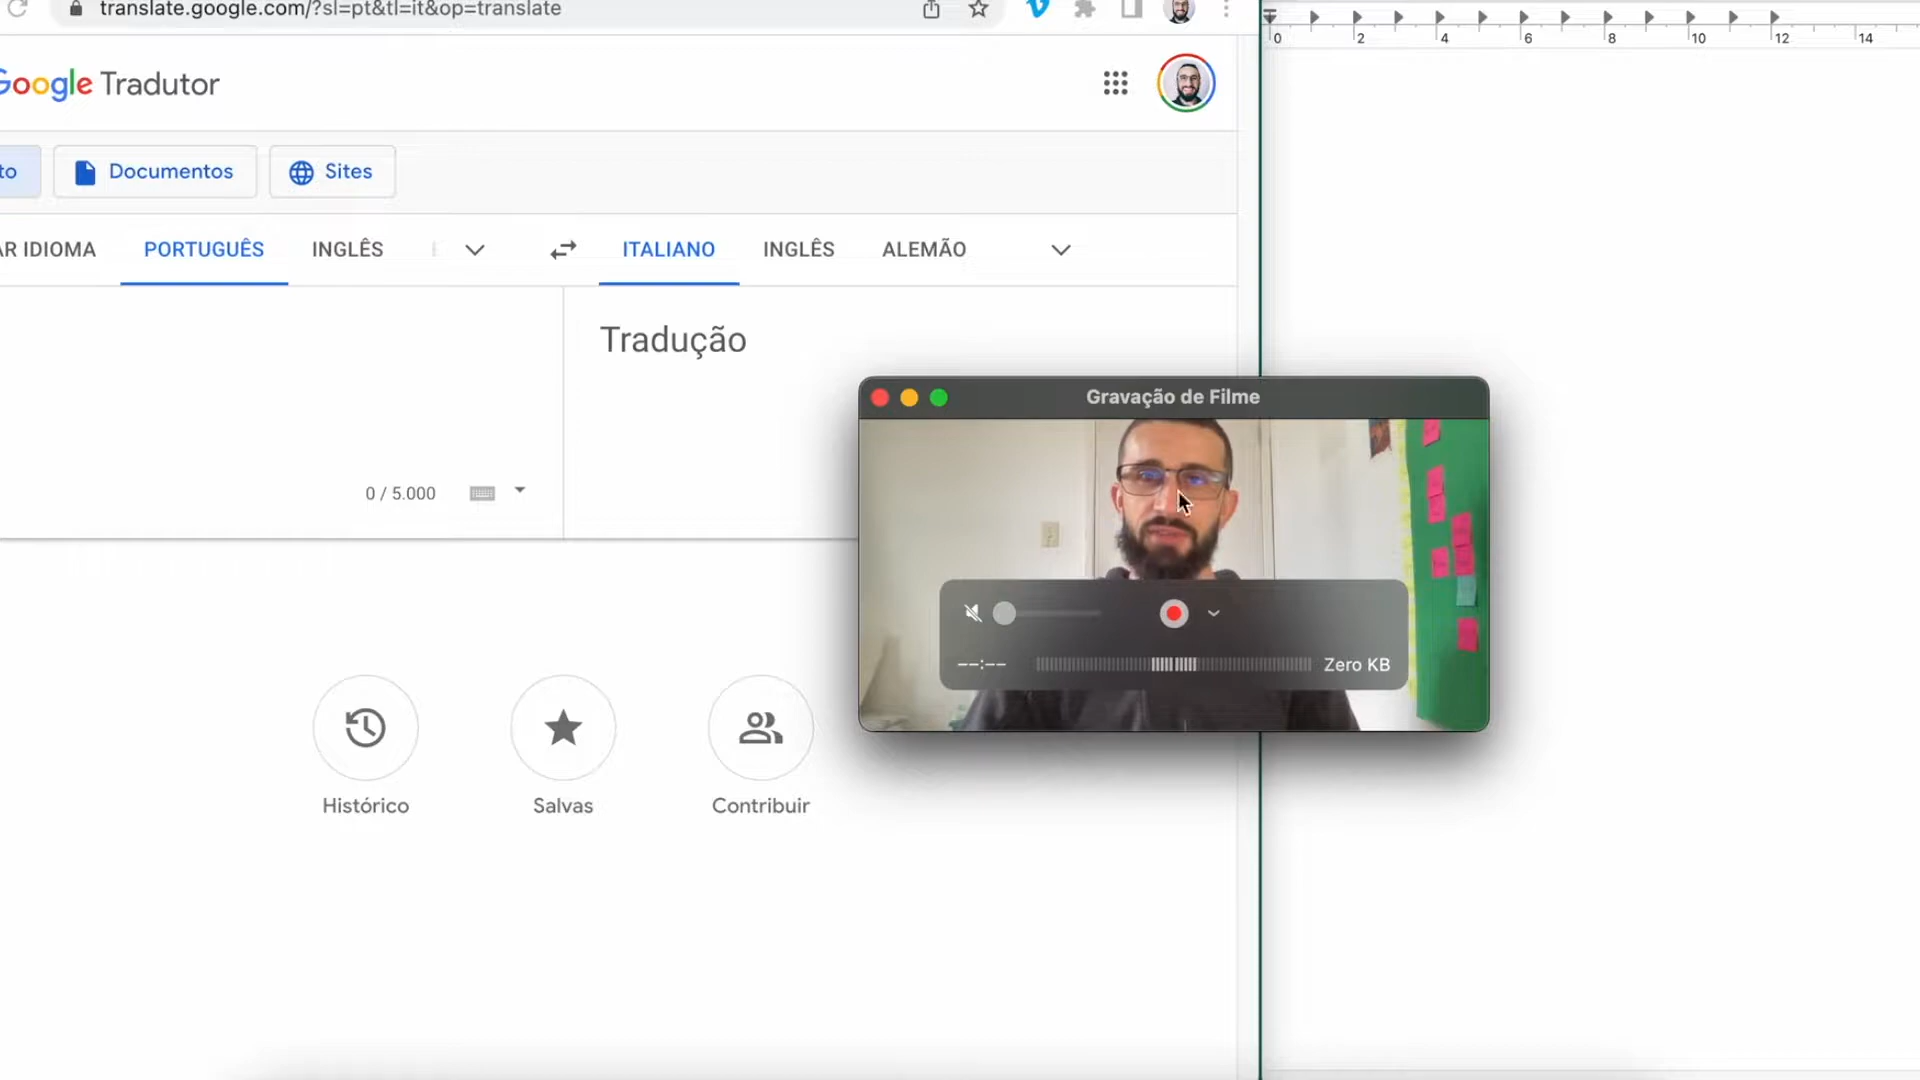 translate.google.com/?sl=pt&tl=it&op=translate
0 2 4 6 8 10 12 14
Google Tradutor
to Documentos Sites
AR IDIOMA PORTUGUÊS INGLÊS ITALIANO INGLÊS ALEMÃO
Tradução
Gravação de Filme
0 / 5.000
--:-- Zero KB
Histórico Salvas Contribuir